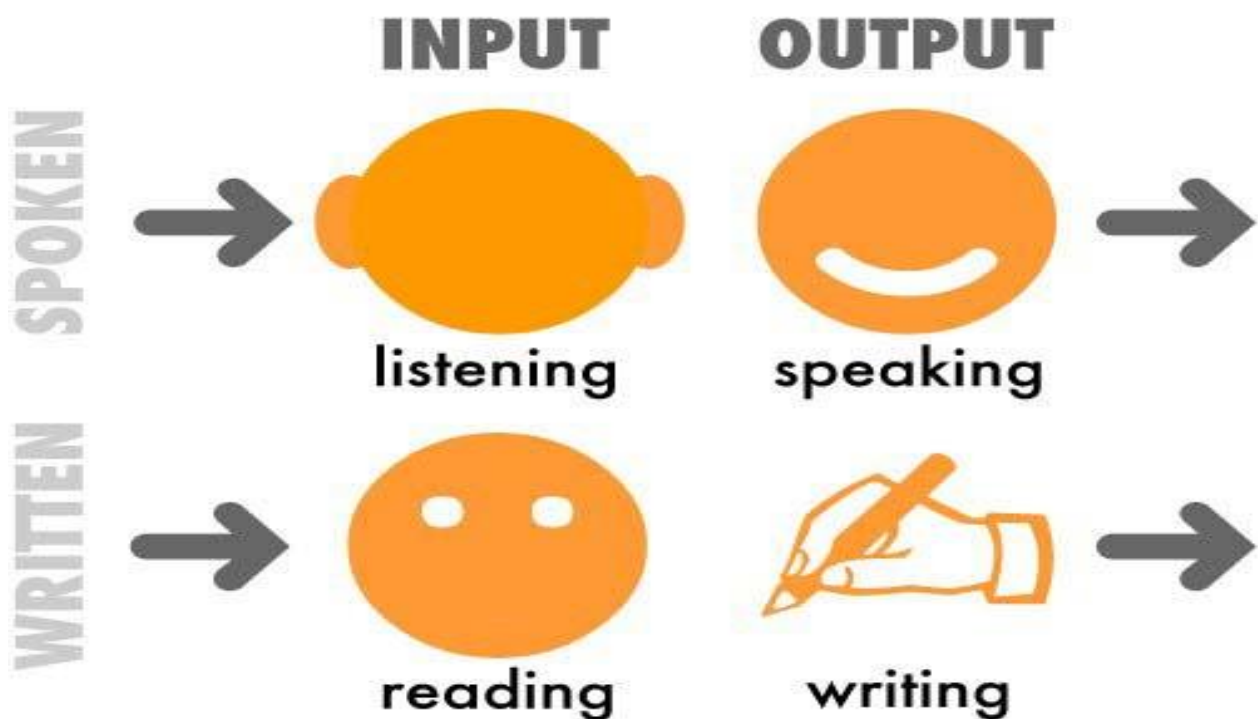 INPUT OUTPUT
SPOKEN
listening speaking
WRITTEN
reading writing